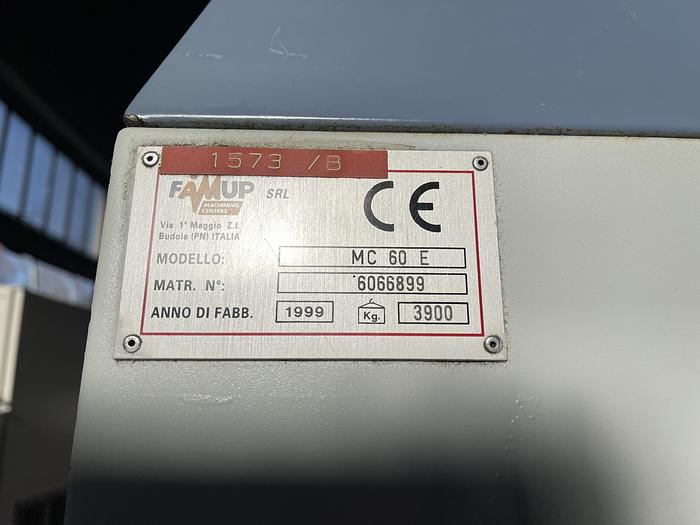 1573 /B
FAMUP SRL
MACHINING
CENTERS
CE
Via 1° Maggio Z.I.
Budoia (PN) ITALIA
MODELLO: MC 60 E
MATR. N°: 6066899
ANNO DI FABB. 1999 Kg. 3900